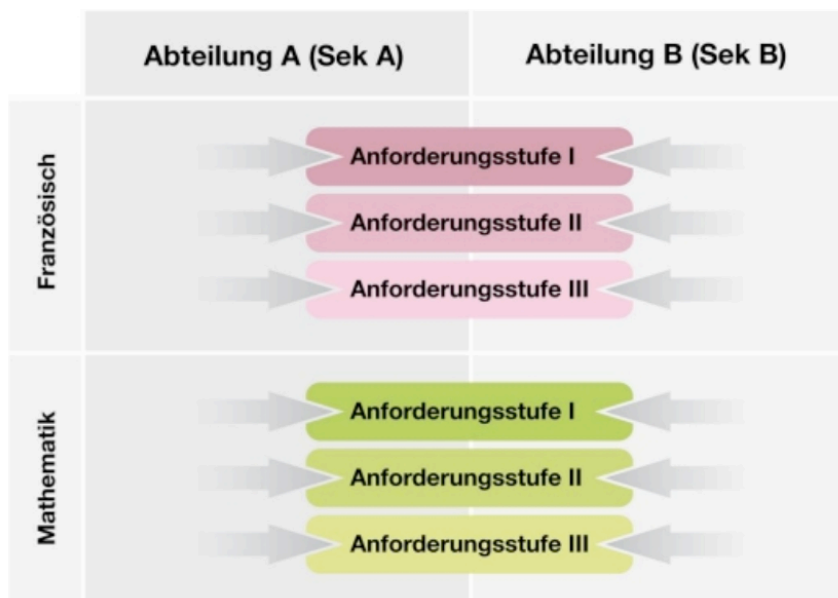 Abteilung A (Sek A)
Abteilung B (Sek B)
Französisch
Anforderungsstufe I
Anforderungsstufe II
Anforderungsstufe III
Mathematik
Anforderungsstufe I
Anforderungsstufe II
Anforderungsstufe III